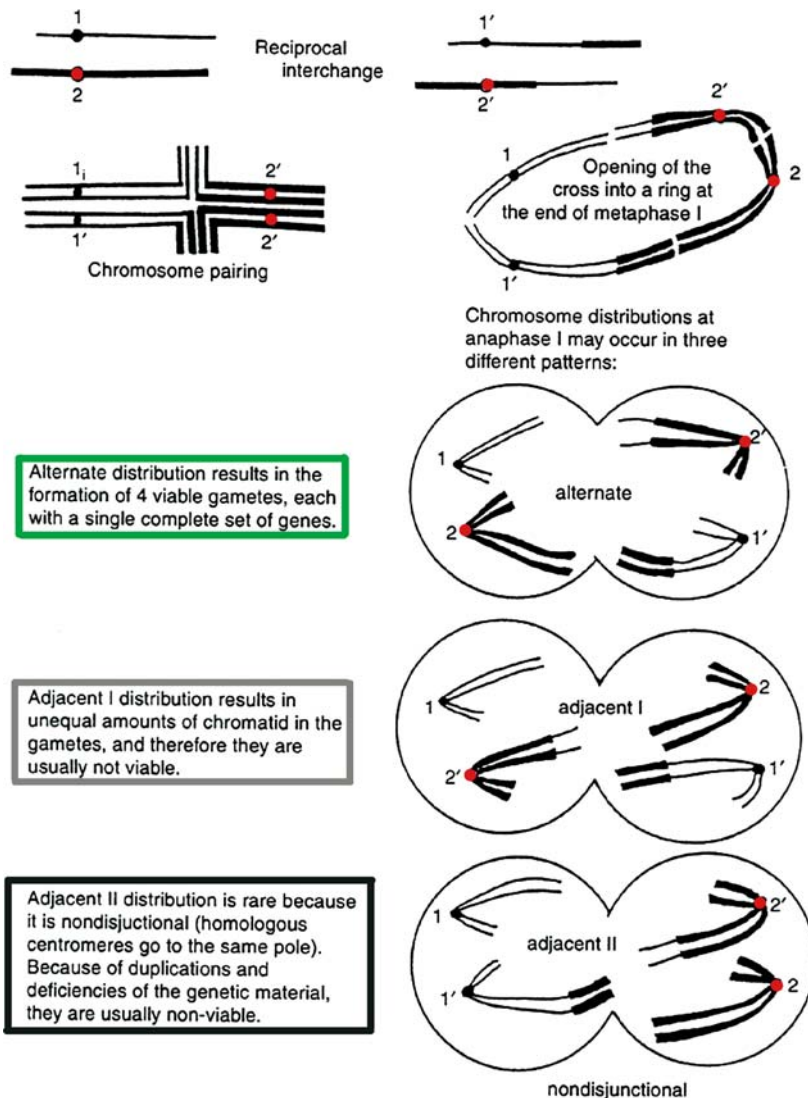 1
2
Reciprocal
interchange
1′
2′
1i
2′
1′
2′
Chromosome pairing
2′
1
2
1′
Opening of the
cross into a ring at
the end of metaphase I
Chromosome distributions at
anaphase I may occur in three
different patterns:
Alternate distribution results in the
formation of 4 viable gametes, each
with a single complete set of genes.
1
2′
alternate
2
1′
Adjacent I distribution results in
unequal amounts of chromatid in the
gametes, and therefore they are
usually not viable.
1
2
adjacent I
2′
1′
Adjacent II distribution is rare because
it is nondisjuctional (homologous
centromeres go to the same pole).
Because of duplications and
deficiencies of the genetic material,
they are usually non-viable.
1
2′
adjacent II
1′
2
nondisjunctional